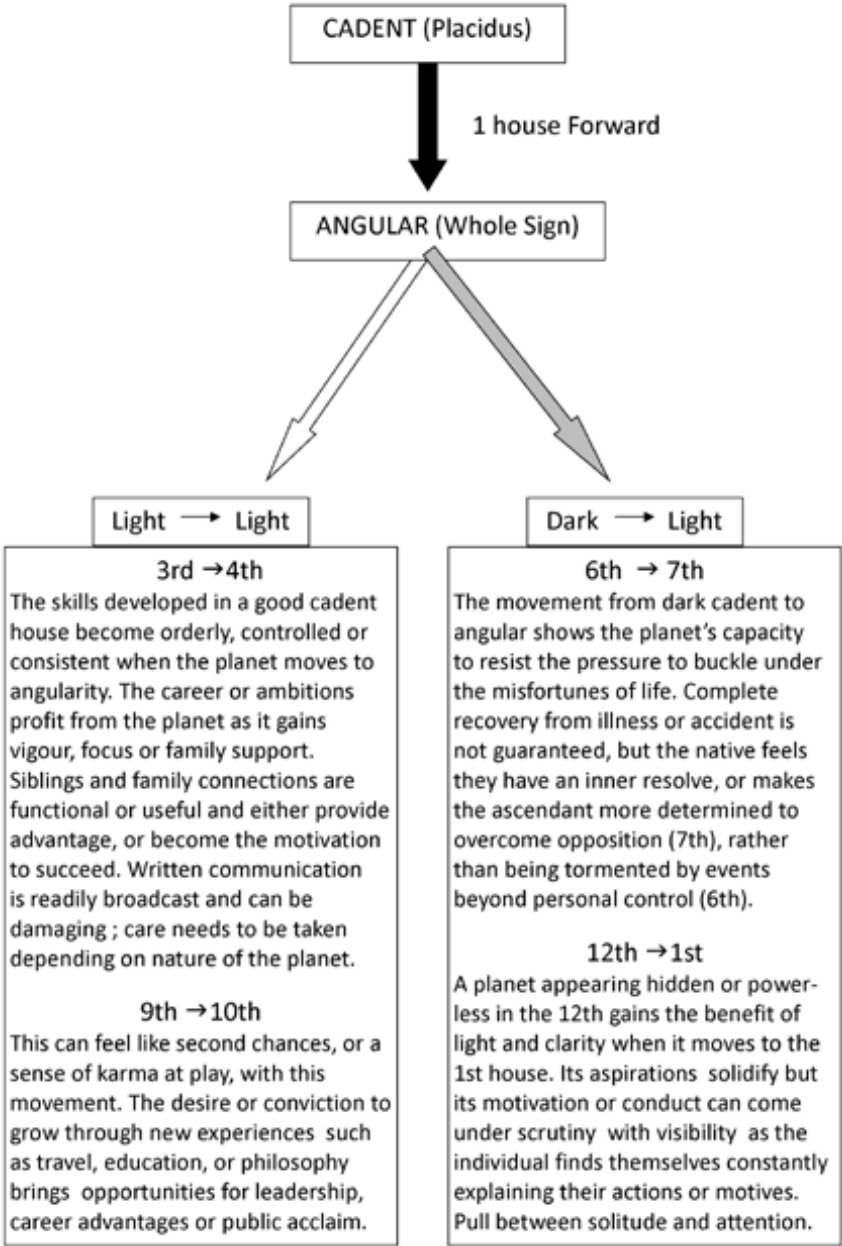 CADENT (Placidus)
1 house Forward
ANGULAR (Whole Sign)
Light → Light
3rd → 4th
The skills developed in a good cadent
house become orderly, controlled or
consistent when the planet moves to
angularity. The career or ambitions
profit from the planet as it gains
vigour, focus or family support.
Siblings and family connections are
functional or useful and either provide
advantage, or become the motivation
to succeed. Written communication
is readily broadcast and can be
damaging ; care needs to be taken
depending on nature of the planet.
9th → 10th
This can feel like second chances, or a
sense of karma at play, with this
movement. The desire or conviction to
grow through new experiences such
as travel, education, or philosophy
brings opportunities for leadership,
career advantages or public acclaim.
Dark → Light
6th → 7th
The movement from dark cadent to
angular shows the planet’s capacity
to resist the pressure to buckle under
the misfortunes of life. Complete
recovery from illness or accident is
not guaranteed, but the native feels
they have an inner resolve, or makes
the ascendant more determined to
overcome opposition (7th), rather
than being tormented by events
beyond personal control (6th).
12th → 1st
A planet appearing hidden or power-
less in the 12th gains the benefit of
light and clarity when it moves to the
1st house. Its aspirations solidify but
its motivation or conduct can come
under scrutiny with visibility as the
individual finds themselves constantly
explaining their actions or motives.
Pull between solitude and attention.